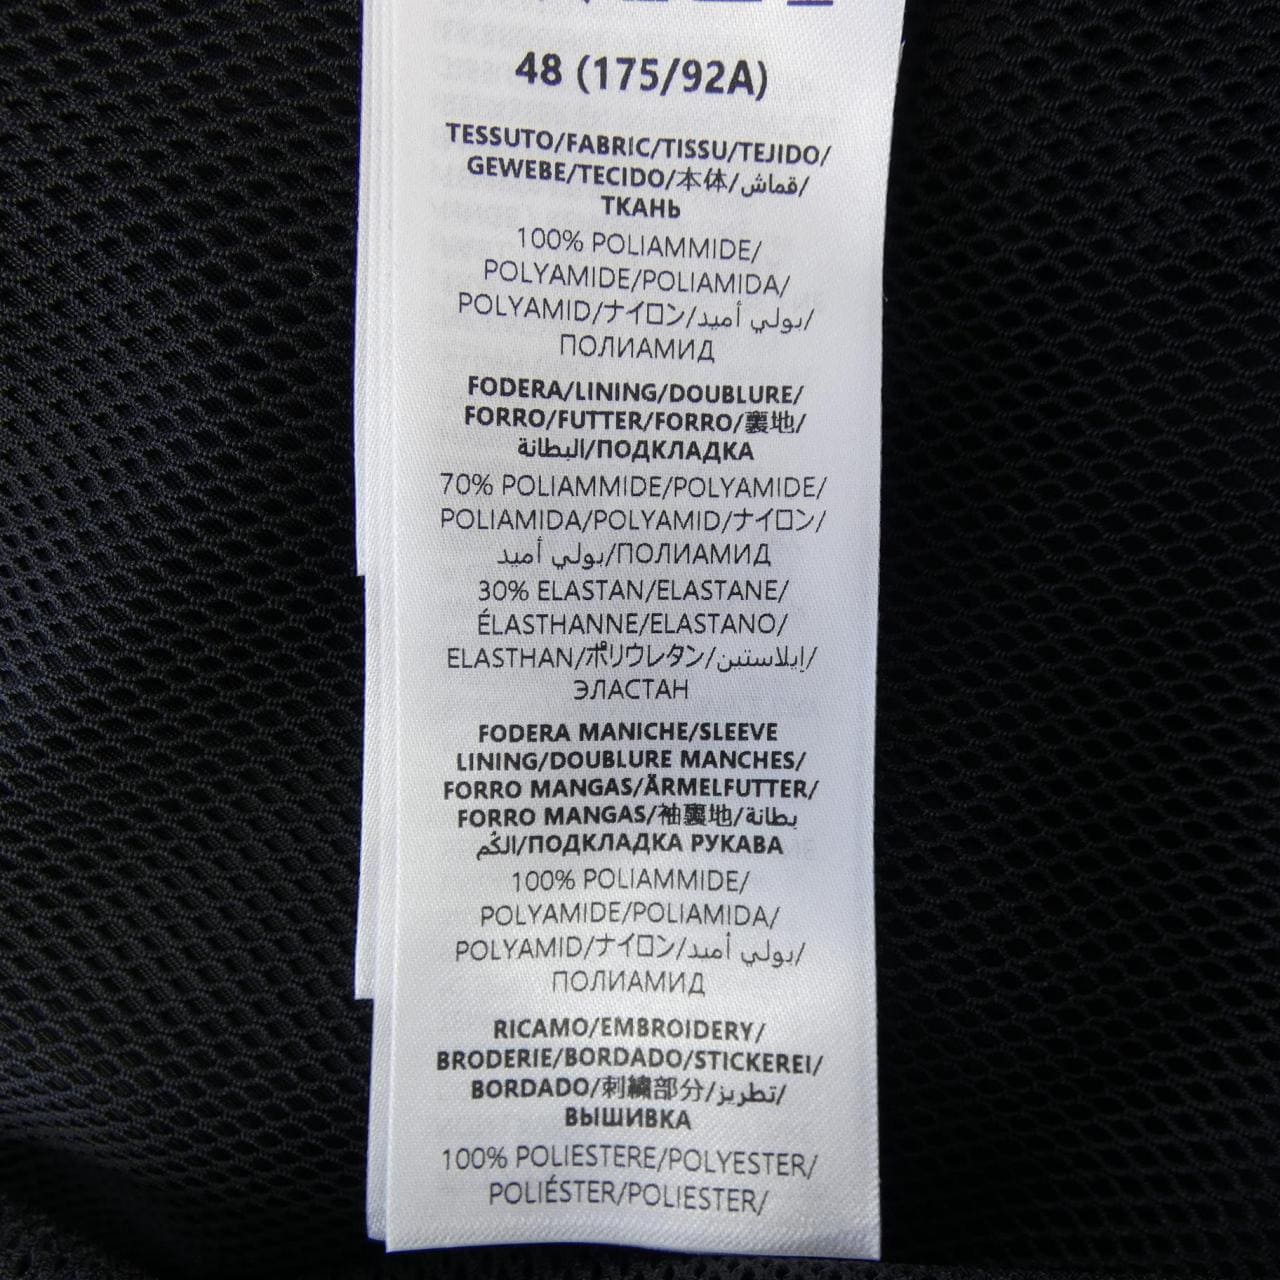 48 (175/92A)
TESSUTO/FABRIC/TISSU/TEJIDO/
GEWEBE/TECIDO/本体/قماش/
ТКАНЬ
100% POLIAMMIDE/
POLYAMIDE/POLIAMIDA/
POLYAMID/ナイロン/بولي أميد/
ПОЛИАМИД
FODERA/LINING/DOUBLURE/
FORRO/FUTTER/FORRO/裏地/
البطانة/ПОДКЛАДКА
70% POLIAMMIDE/POLYAMIDE/
POLIAMIDA/POLYAMID/ナイロン/
بولي أميد/ПОЛИАМИД
30% ELASTAN/ELASTANE/
ÉLASTHANNE/ELASTANO/
ELASTHAN/ポリウレタン/إيلاستين/
ЭЛАСТАН
FODERA MANICHE/SLEEVE
LINING/DOUBLURE MANCHES/
FORRO MANGAS/ÄRMELFUTTER/
FORRO MANGAS/袖裏地/بطانة
الكُم/ПОДКЛАДКА РУКАВА
100% POLIAMMIDE/
POLYAMIDE/POLIAMIDA/
POLYAMID/ナイロン/بولي أميد/
ПОЛИАМИД
RICAMO/EMBROIDERY/
BRODERIE/BORDADO/STICKEREI/
BORDADO/刺繍部分/تطريز/
ВЫШИВКА
100% POLIESTERE/POLYESTER/
POLIÉSTER/POLIESTER/